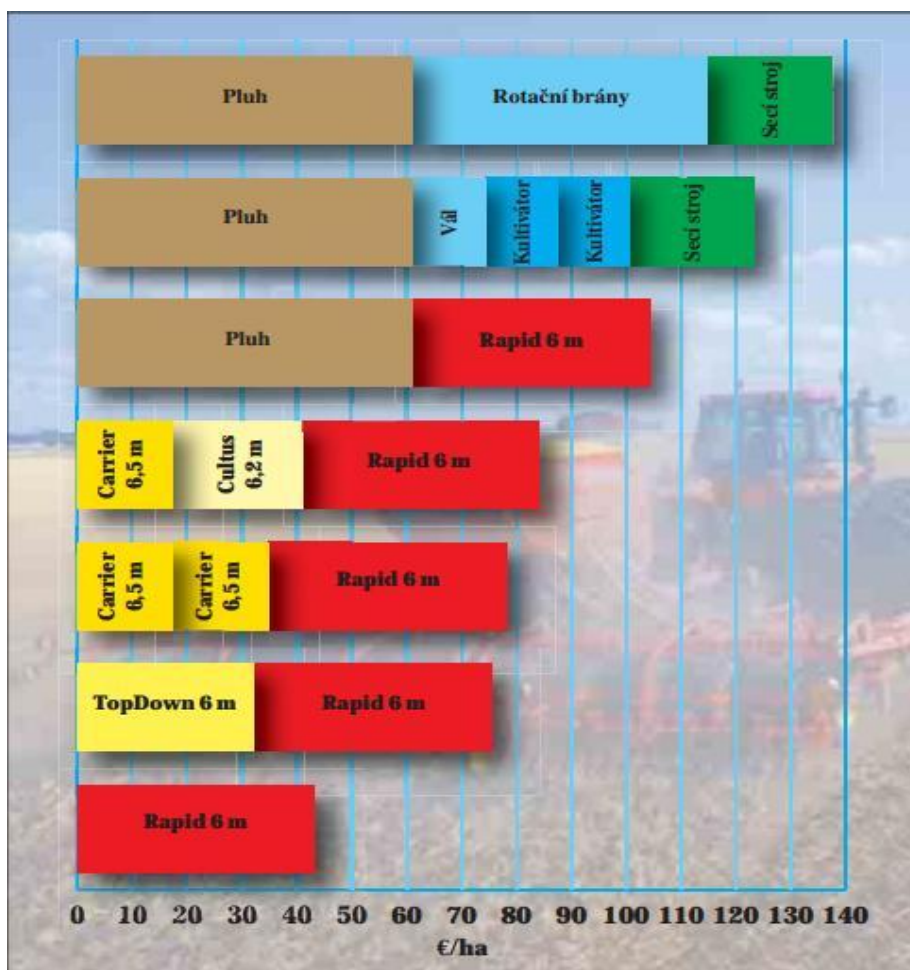 Pluh
Rotační brány
Secí stroj
Pluh
Vál
Kultivátor
Kultivátor
Secí stroj
Pluh
Rapid 6 m
Carrier
6,5 m
Cultus
6,2 m
Rapid 6 m
Carrier
6,5 m
Carrier
6,5 m
Rapid 6 m
TopDown 6 m
Rapid 6 m
Rapid 6 m
0 10 20 30 40 50 60 70 80 90 100 110 120 130 140
€/ha